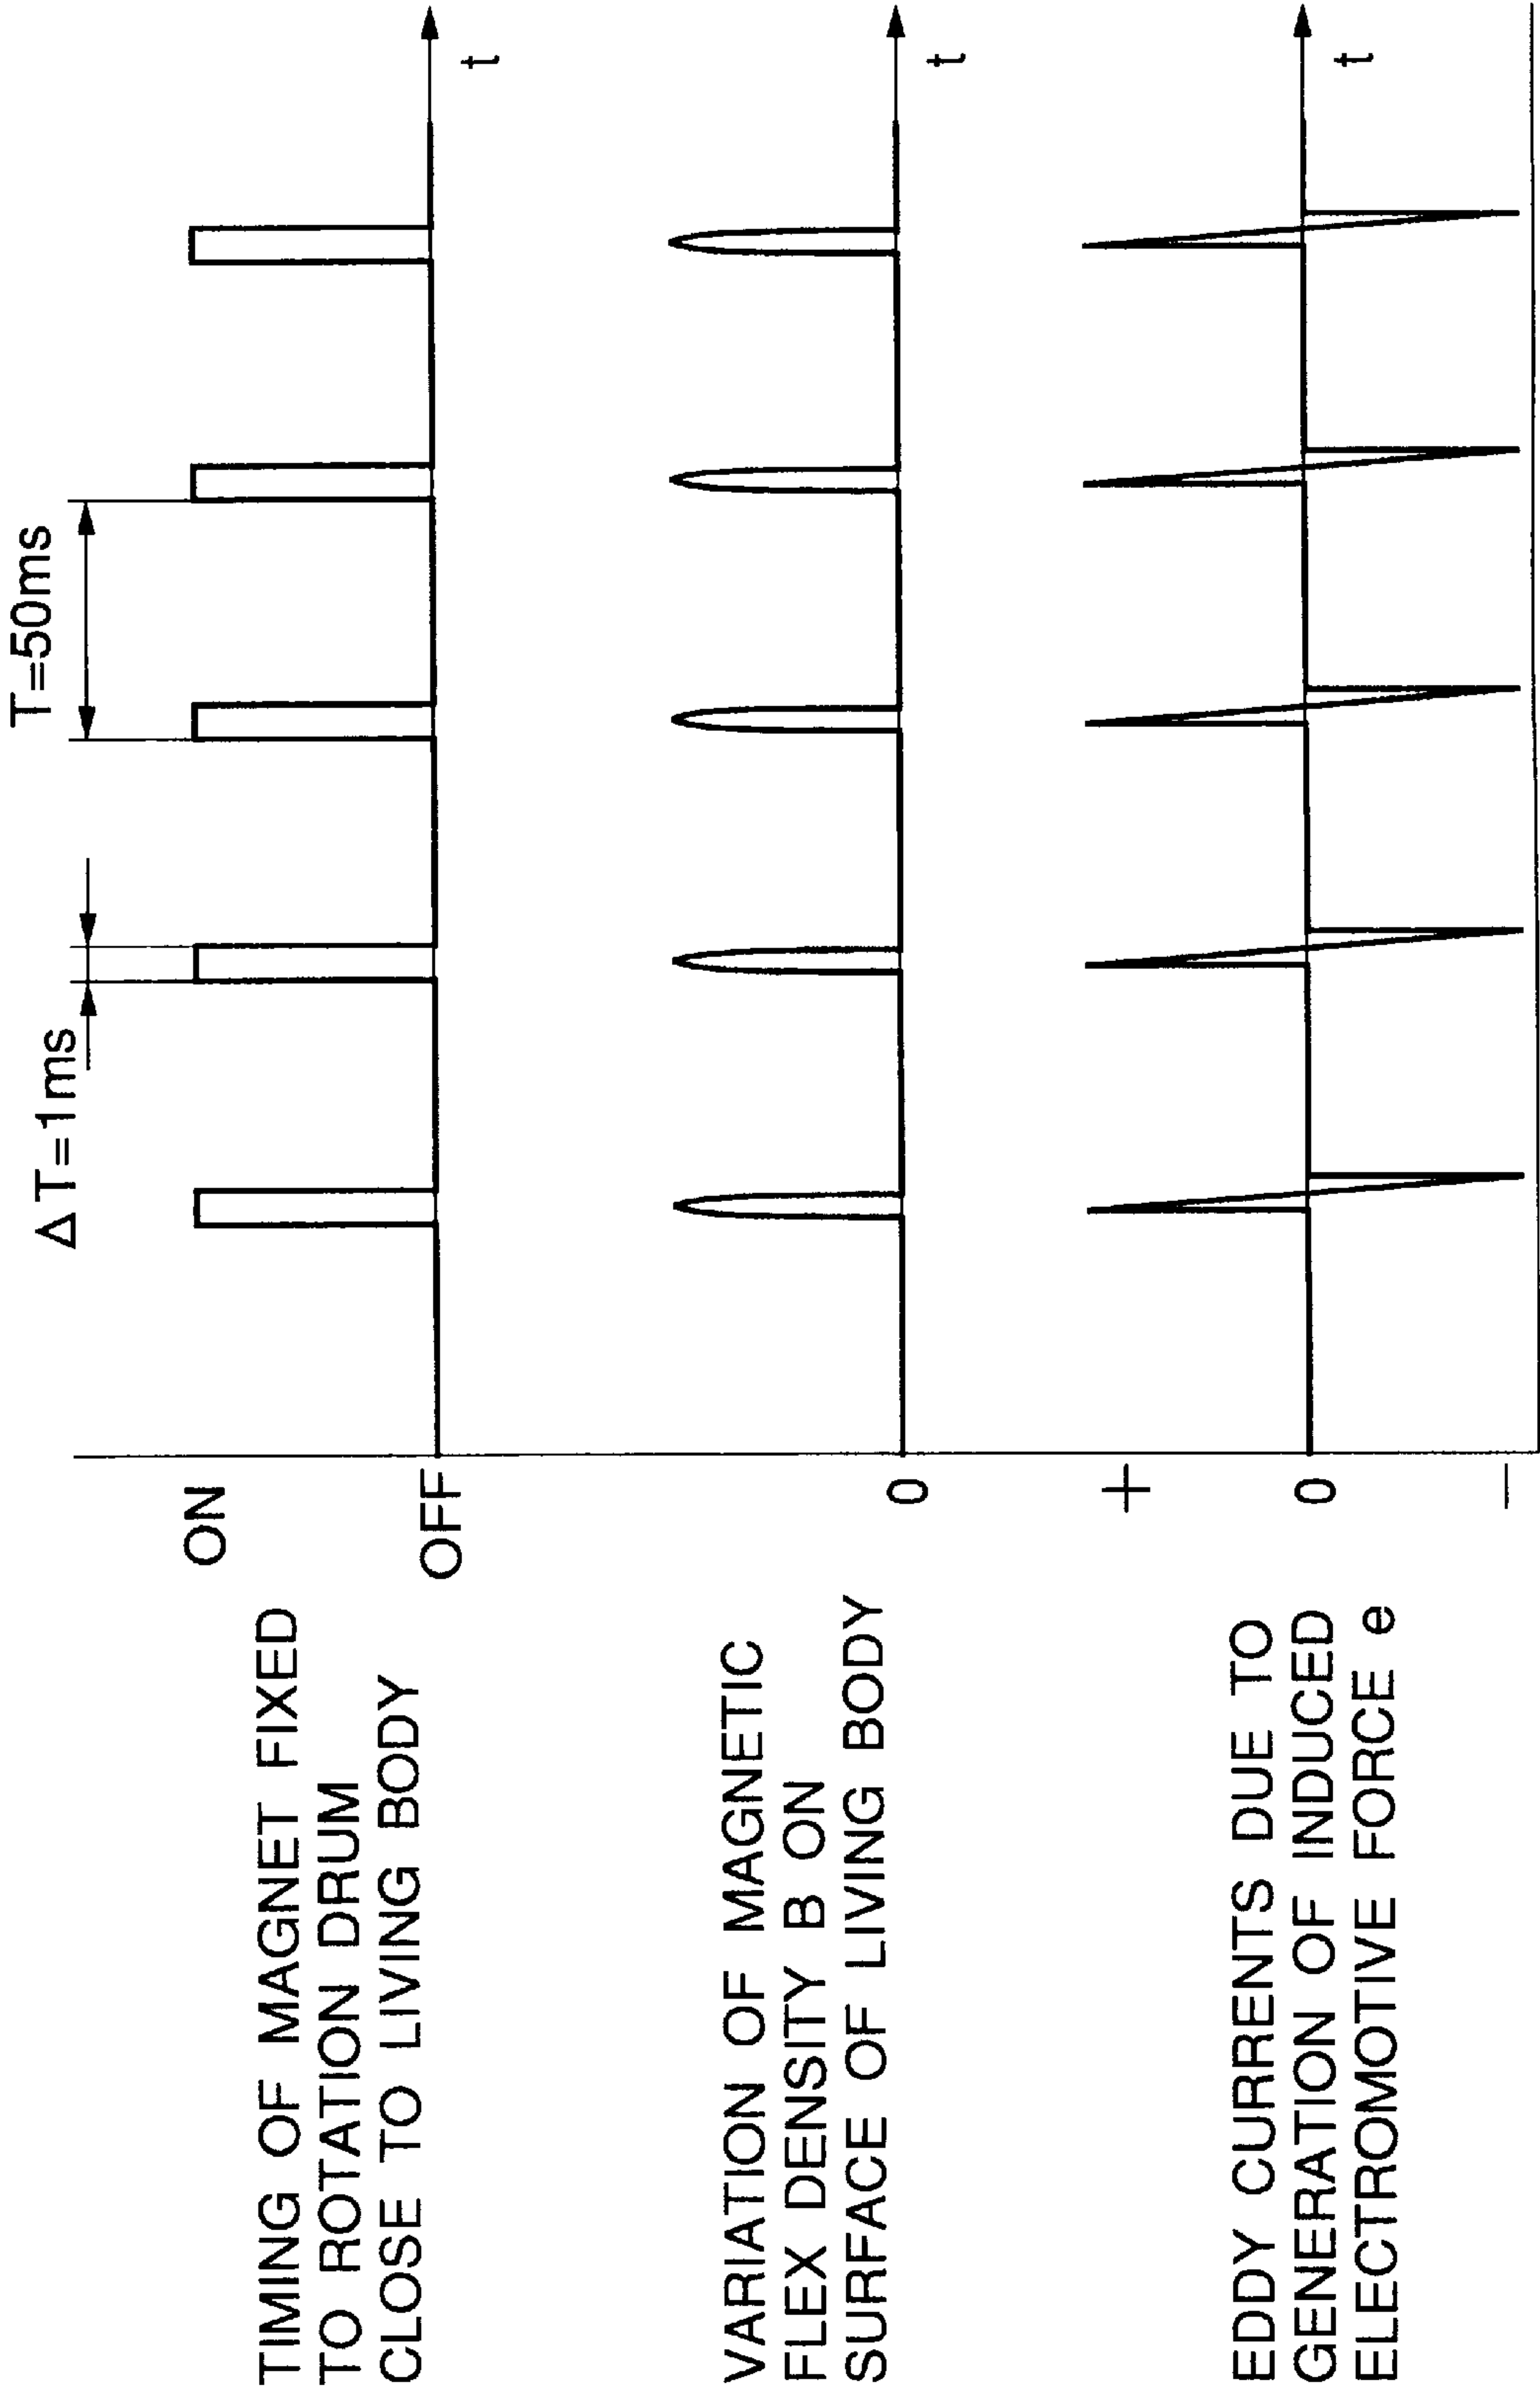 ΔT=1ms
T=50ms
TIMING OF MAGNET FIXED
TO ROTATION DRUM
CLOSE TO LIVING BODY
ON
OFF
t
VARIATION OF MAGNETIC
FLEX DENSITY B ON
SURFACE OF LIVING BODY
0
t
EDDY CURRENTS DUE TO
GENERATION OF INDUCED
ELECTROMOTIVE FORCE e
+
0
−
t